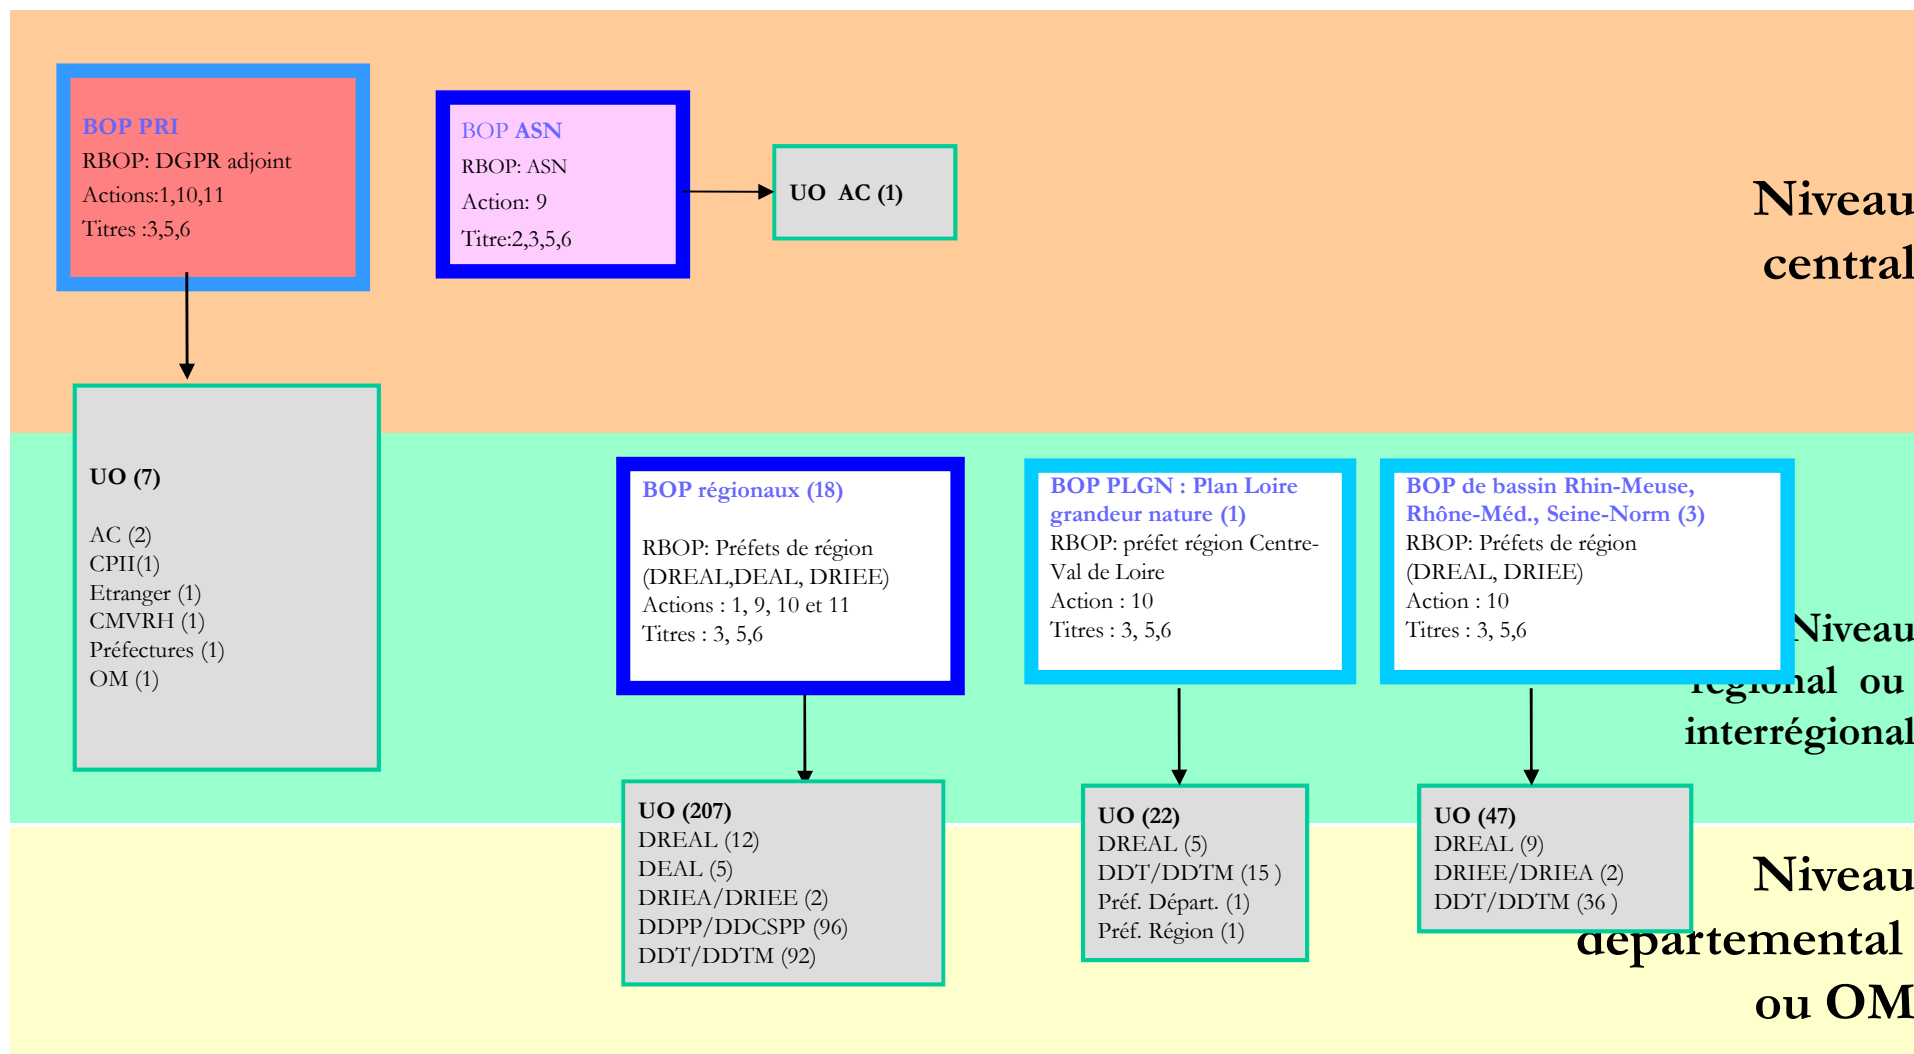 BOP PRI
RBOP: DGPR adjoint
Actions:1,10,11
Titres :3,5,6
BOP ASN
RBOP: ASN
Action: 9
Titre:2,3,5,6
UO AC (1)
Niveau
central
UO (7)
AC (2)
CPII(1)
Etranger (1)
CMVRH (1)
Préfectures (1)
OM (1)
BOP régionaux (18)
RBOP: Préfets de région
(DREAL,DEAL, DRIEE)
Actions : 1, 9, 10 et 11
Titres : 3, 5,6
BOP PLGN : Plan Loire
grandeur nature (1)
RBOP: préfet région Centre-
Val de Loire
Action : 10
Titres : 3, 5,6
BOP de bassin Rhin-Meuse,
Rhône-Méd., Seine-Norm (3)
RBOP: Préfets de région
(DREAL, DRIEE)
Action : 10
Titres : 3, 5,6
Niveau
régional ou
interrégional
UO (207)
DREAL (12)
DEAL (5)
DRIEA/DRIEE (2)
DDPP/DDCSPP (96)
DDT/DDTM (92)
UO (22)
DREAL (5)
DDT/DDTM (15 )
Préf. Départ. (1)
Préf. Région (1)
UO (47)
DREAL (9)
DRIEE/DRIEA (2)
DDT/DDTM (36 )
Niveau
départemental
ou OM